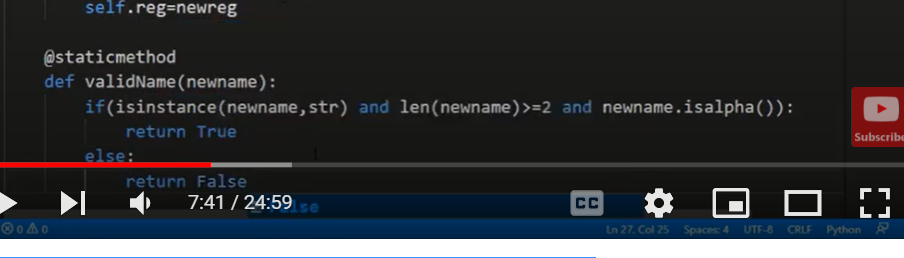 self.reg=newreg
@staticmethod
def validName(newname):
if(isinstance(newname,str) and len(newname)>=2 and newname.isalpha()):
return True
else:
return False
False
Subscribe
7:41 / 24:59
CC
0 0
Ln 27, Col 25 Spaces: 4 UTF-8 CRLF Python